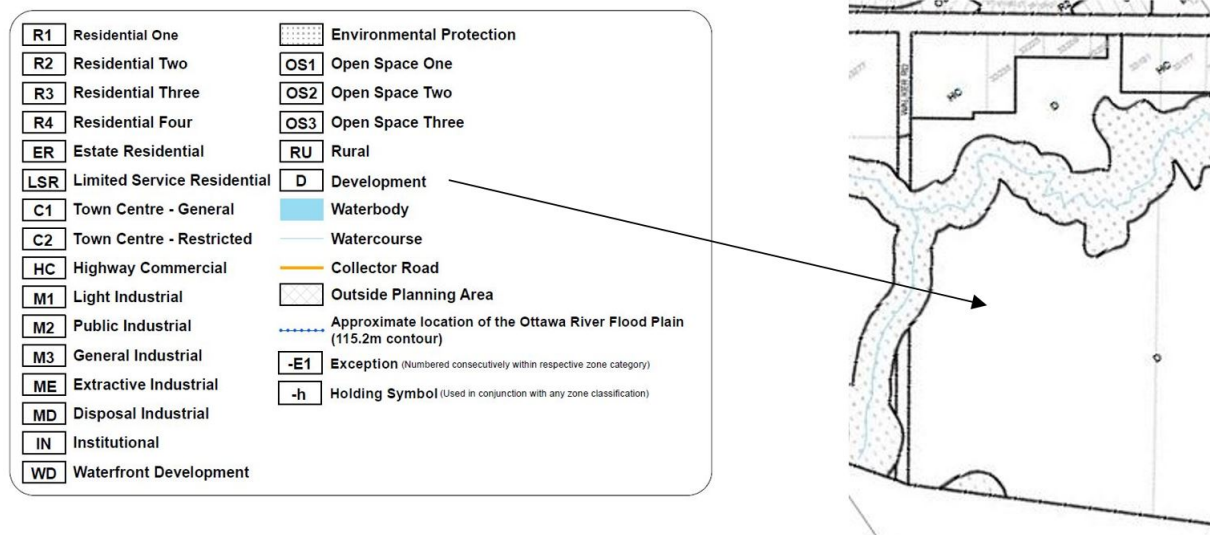 R1 Residential One
R2 Residential Two
R3 Residential Three
R4 Residential Four
ER Estate Residential
LSR Limited Service Residential
C1 Town Centre - General
C2 Town Centre - Restricted
HC Highway Commercial
M1 Light Industrial
M2 Public Industrial
M3 General Industrial
ME Extractive Industrial
MD Disposal Industrial
IN Institutional
WD Waterfront Development
Environmental Protection
OS1 Open Space One
OS2 Open Space Two
OS3 Open Space Three
RU Rural
D Development
Waterbody
Watercourse
Collector Road
Outside Planning Area
Approximate location of the Ottawa River Flood Plain
(115.2m contour)
-E1 Exception (Numbered consecutively within respective zone category)
-h Holding Symbol (Used in conjunction with any zone classification)
WALKER RD
HC
D
HC
D